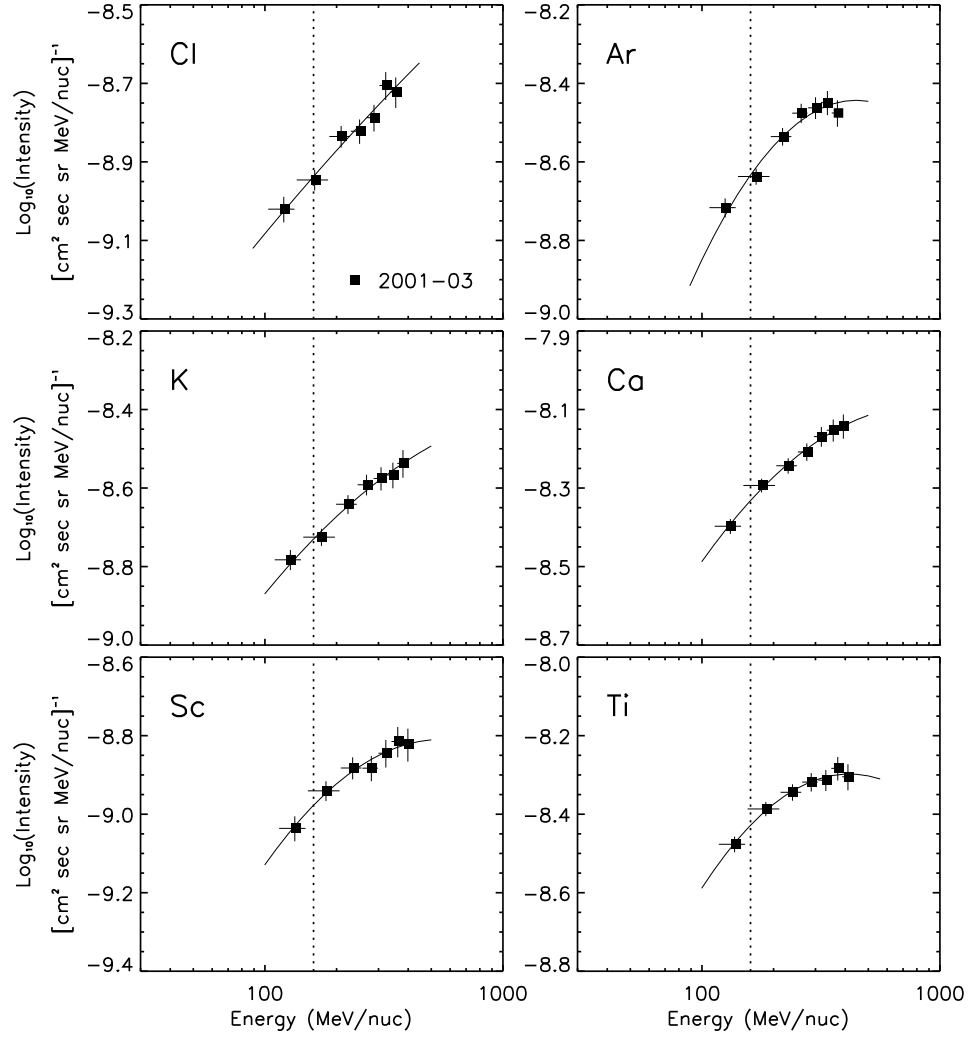 Cl
−8.5
−8.7
−8.9
−9.1
−9.3
Log₁₀(Intensity)
[cm² sec sr MeV/nuc]⁻¹
2001−03
Ar
−8.2
−8.4
−8.6
−8.8
−9.0
K
−8.2
−8.4
−8.6
−8.8
−9.0
Log₁₀(Intensity)
[cm² sec sr MeV/nuc]⁻¹
Ca
−7.9
−8.1
−8.3
−8.5
−8.7
Sc
−8.6
−8.8
−9.0
−9.2
−9.4
Log₁₀(Intensity)
[cm² sec sr MeV/nuc]⁻¹
100
1000
Energy (MeV/nuc)
Ti
−8.0
−8.2
−8.4
−8.6
−8.8
100
1000
Energy (MeV/nuc)